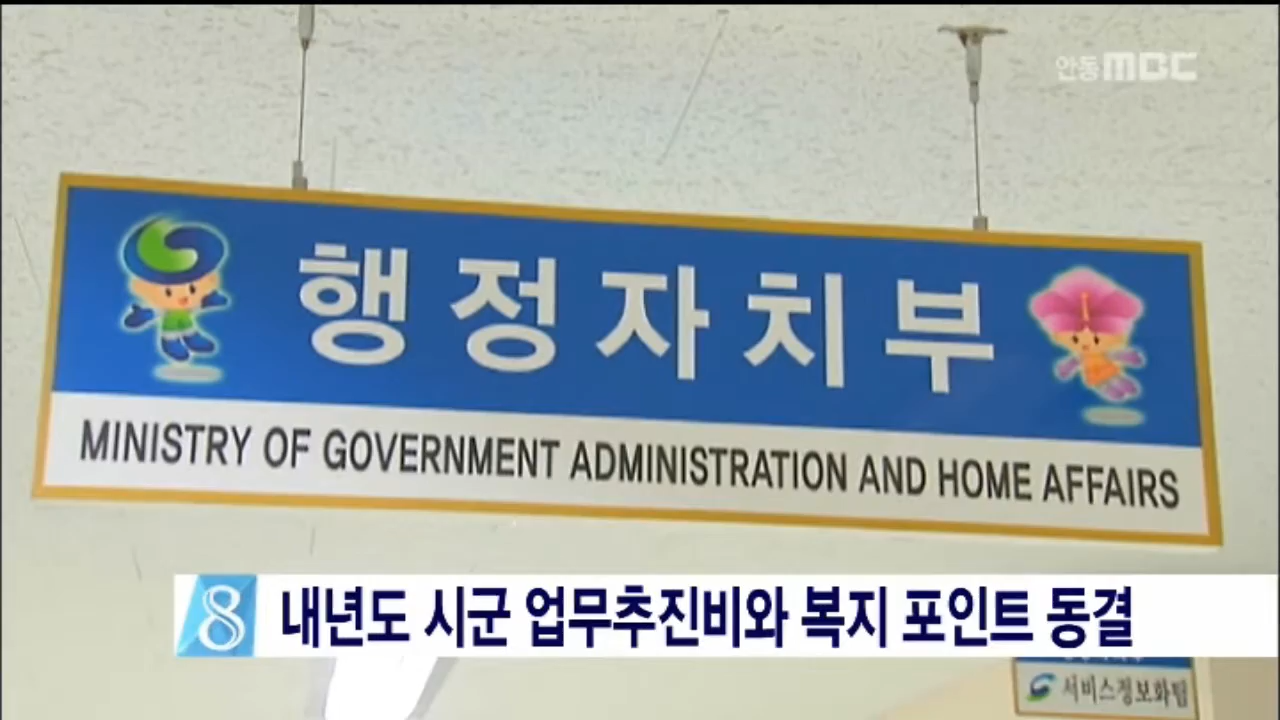 안동MBC
행정자치부
MINISTRY OF GOVERNMENT ADMINISTRATION AND HOME AFFAIRS
8 내년도 시군 업무추진비와 복지 포인트 동결
서비스정보화팀